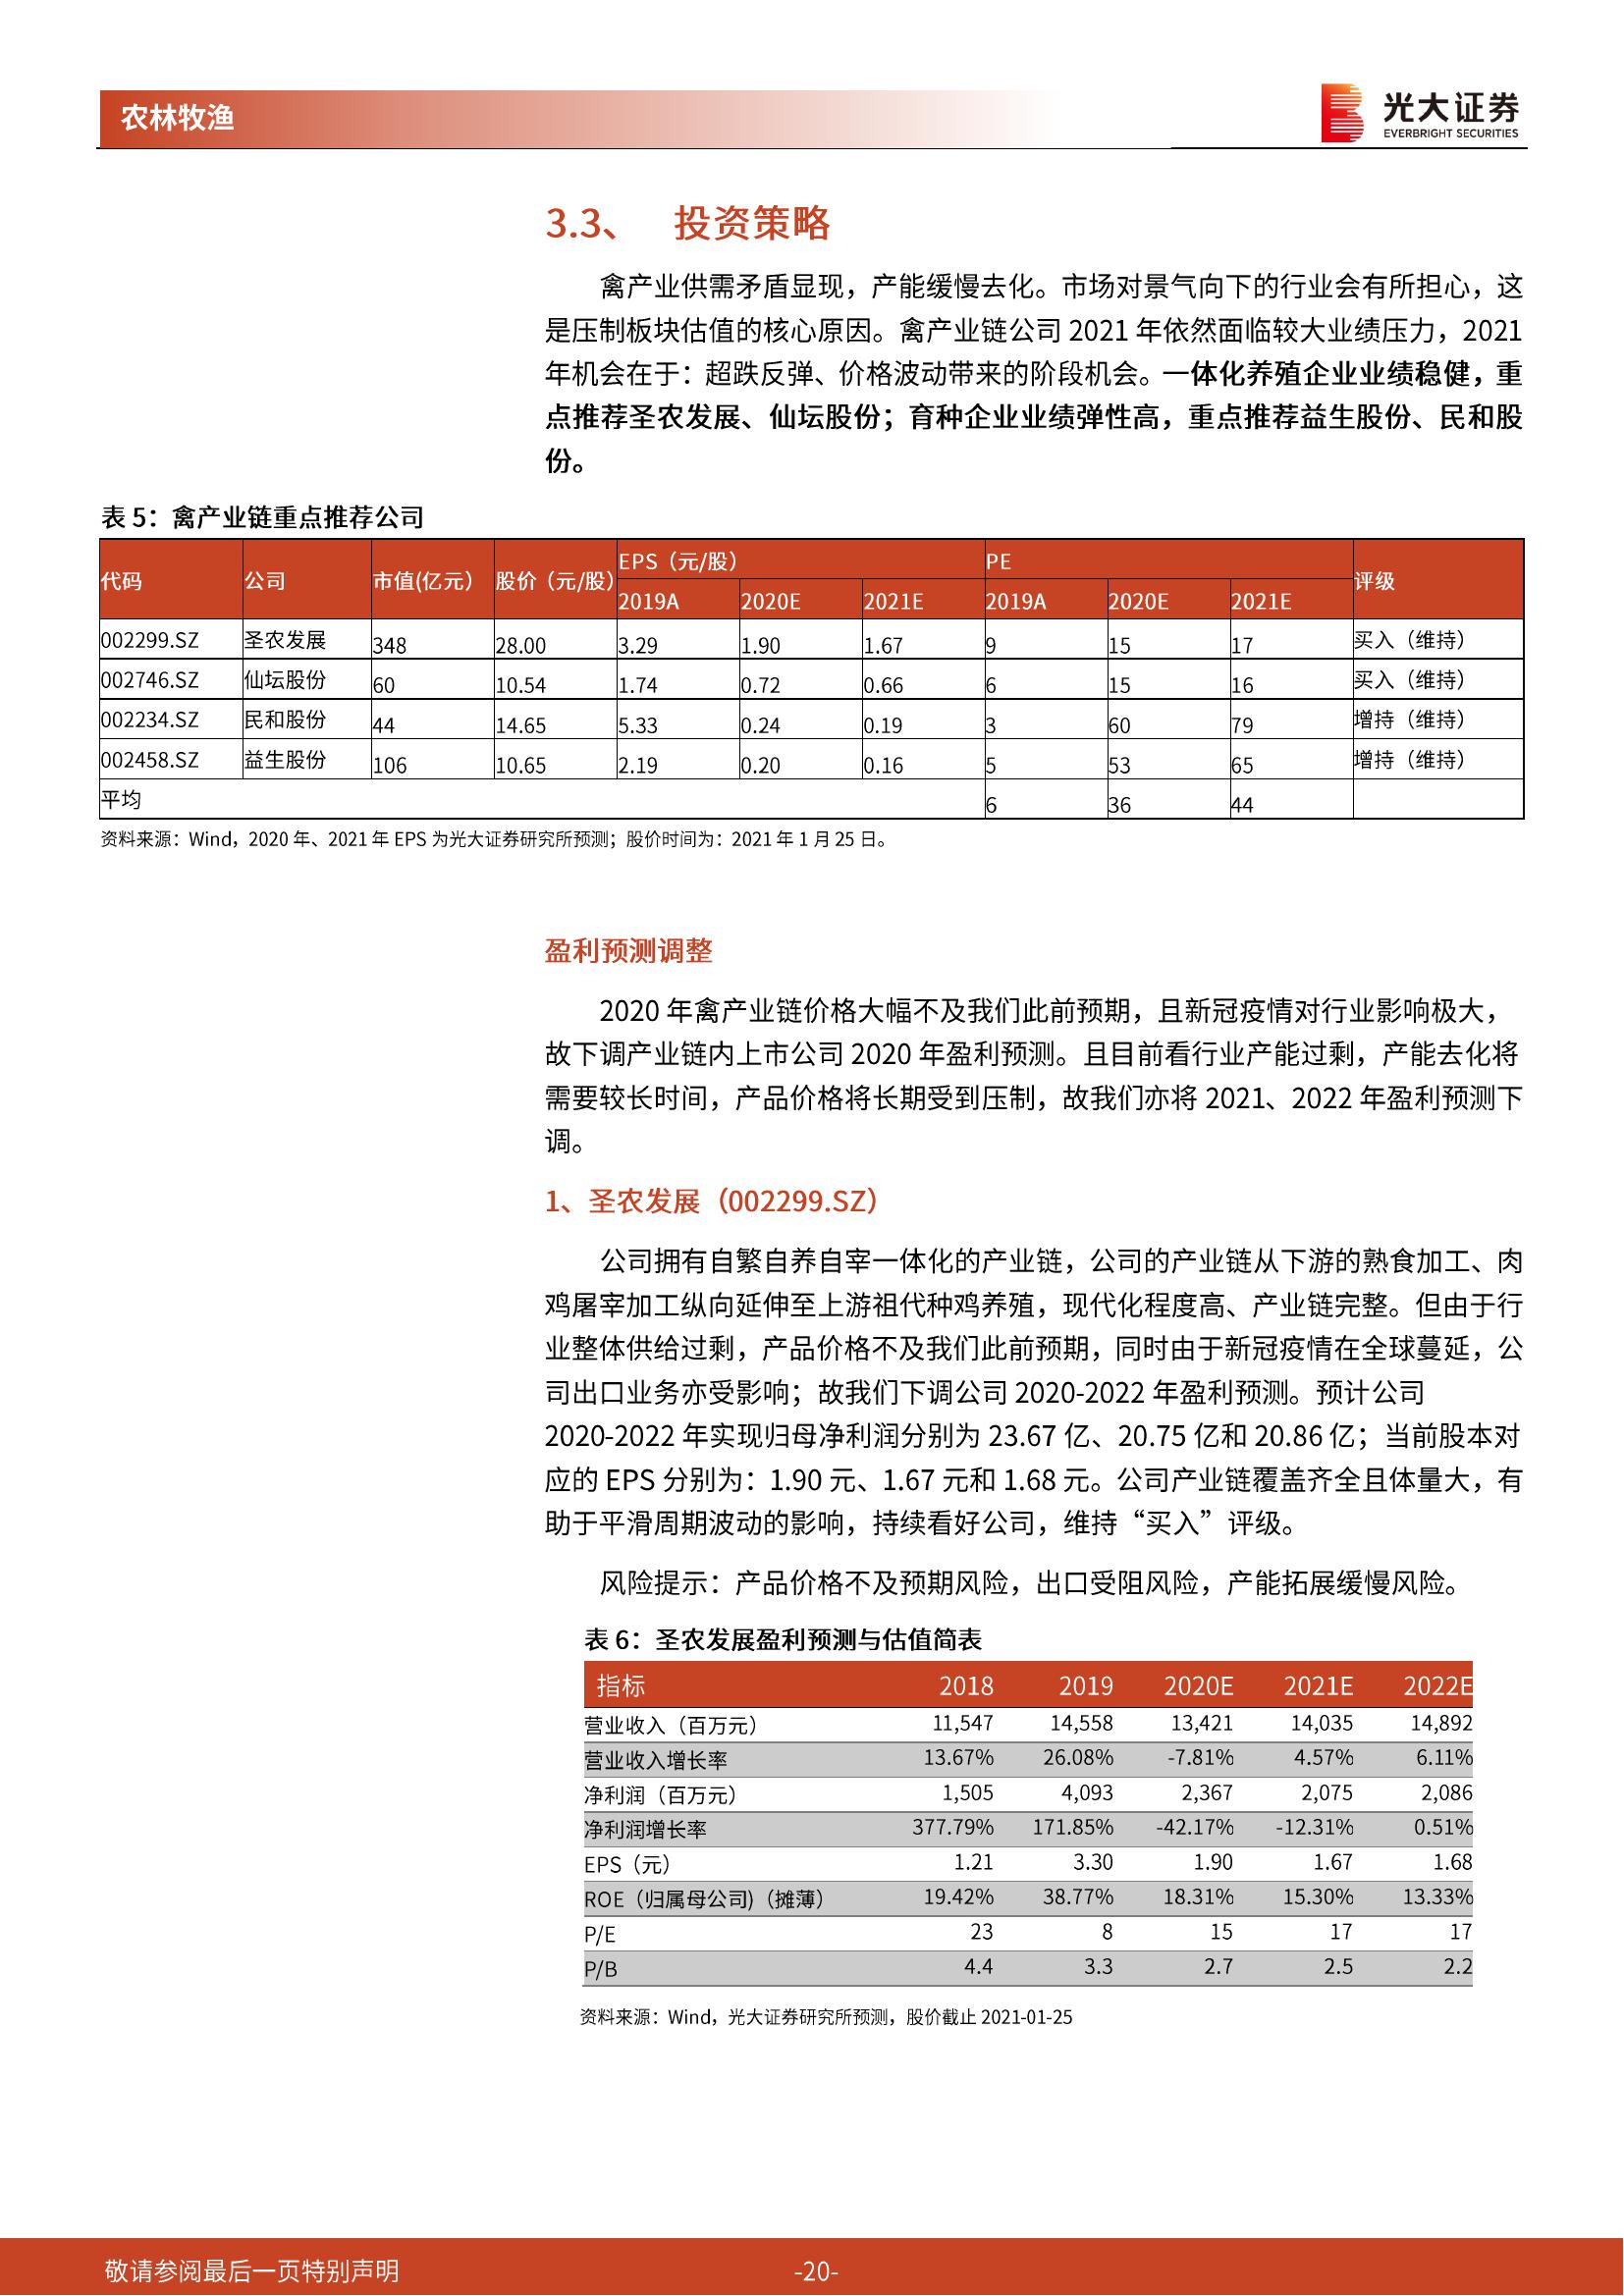 农林牧渔
光大证券
EVERBRIGHT SECURITIES
3.3、 投资策略
禽产业供需矛盾显现，产能缓慢去化。市场对景气向下的行业会有所担心，这
是压制板块估值的核心原因。禽产业链公司 2021 年依然面临较大业绩压力，2021
年机会在于：超跌反弹、价格波动带来的阶段机会。一体化养殖企业业绩稳健，重
点推荐圣农发展、仙坛股份；育种企业业绩弹性高，重点推荐益生股份、民和股
份。
表 5：禽产业链重点推荐公司
代码 公司 市值(亿元） 股价（元/股） EPS（元/股） PE 评级
2019A 2020E 2021E 2019A 2020E 2021E
002299.SZ 圣农发展 348 28.00 3.29 1.90 1.67 9 15 17 买入（维持）
002746.SZ 仙坛股份 60 10.54 1.74 0.72 0.66 6 15 16 买入（维持）
002234.SZ 民和股份 44 14.65 5.33 0.24 0.19 3 60 79 增持（维持）
002458.SZ 益生股份 106 10.65 2.19 0.20 0.16 5 53 65 增持（维持）
平均 6 36 44
资料来源：Wind，2020 年、2021 年 EPS 为光大证券研究所预测；股价时间为：2021 年 1 月 25 日。
盈利预测调整
2020 年禽产业链价格大幅不及我们此前预期，且新冠疫情对行业影响极大，
故下调产业链内上市公司 2020 年盈利预测。且目前看行业产能过剩，产能去化将
需要较长时间，产品价格将长期受到压制，故我们亦将 2021、2022 年盈利预测下
调。
1、圣农发展（002299.SZ）
公司拥有自繁自养自宰一体化的产业链，公司的产业链从下游的熟食加工、肉
鸡屠宰加工纵向延伸至上游祖代种鸡养殖，现代化程度高、产业链完整。但由于行
业整体供给过剩，产品价格不及我们此前预期，同时由于新冠疫情在全球蔓延，公
司出口业务亦受影响；故我们下调公司 2020-2022 年盈利预测。预计公司
2020-2022 年实现归母净利润分别为 23.67 亿、20.75 亿和 20.86 亿；当前股本对
应的 EPS 分别为：1.90 元、1.67 元和 1.68 元。公司产业链覆盖齐全且体量大，有
助于平滑周期波动的影响，持续看好公司，维持“买入”评级。
风险提示：产品价格不及预期风险，出口受阻风险，产能拓展缓慢风险。
表 6：圣农发展盈利预测与估值简表
指标 2018 2019 2020E 2021E 2022E
营业收入（百万元） 11,547 14,558 13,421 14,035 14,892
营业收入增长率 13.67% 26.08% -7.81% 4.57% 6.11%
净利润（百万元） 1,505 4,093 2,367 2,075 2,086
净利润增长率 377.79% 171.85% -42.17% -12.31% 0.51%
EPS（元） 1.21 3.30 1.90 1.67 1.68
ROE（归属母公司)（摊薄） 19.42% 38.77% 18.31% 15.30% 13.33%
P/E 23 8 15 17 17
P/B 4.4 3.3 2.7 2.5 2.2
资料来源：Wind，光大证券研究所预测，股价截止 2021-01-25
敬请参阅最后一页特别声明 -20-